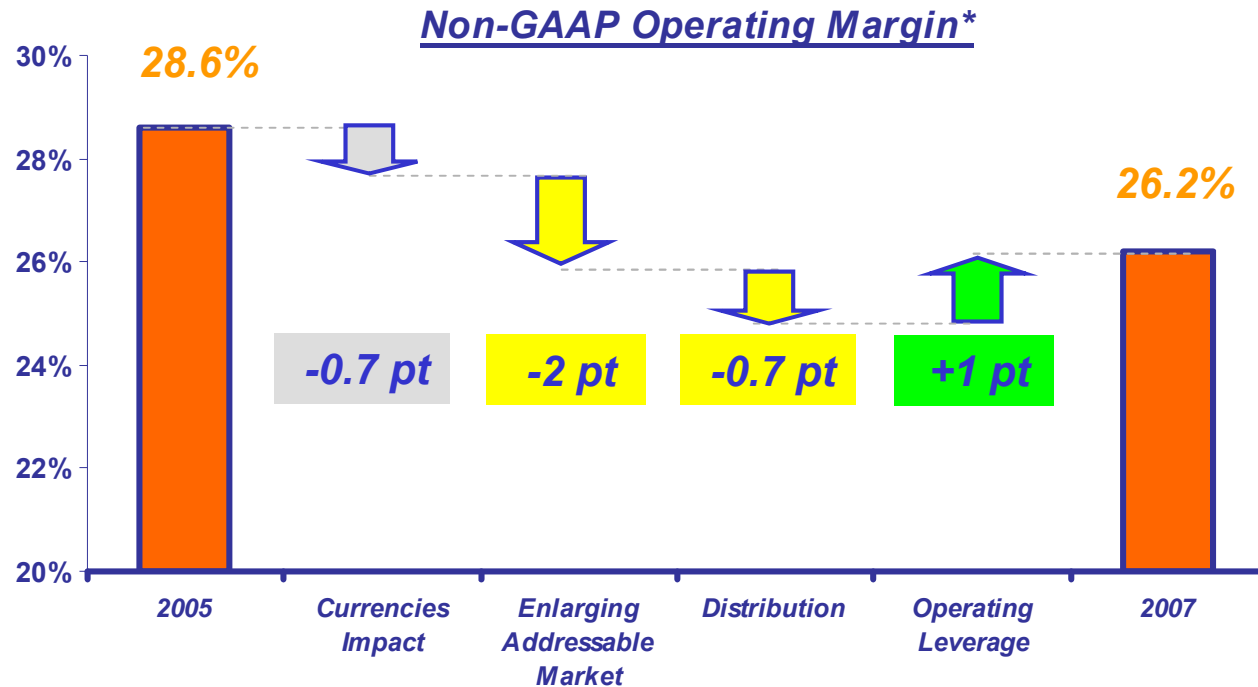 Non-GAAP Operating Margin*
30%
28.6%
28%
26.2%
26%
24%
-0.7 pt
-2 pt
-0.7 pt
+1 pt
22%
20%
2005
Currencies
Impact
Enlarging
Addressable
Market
Distribution
Operating
Leverage
2007